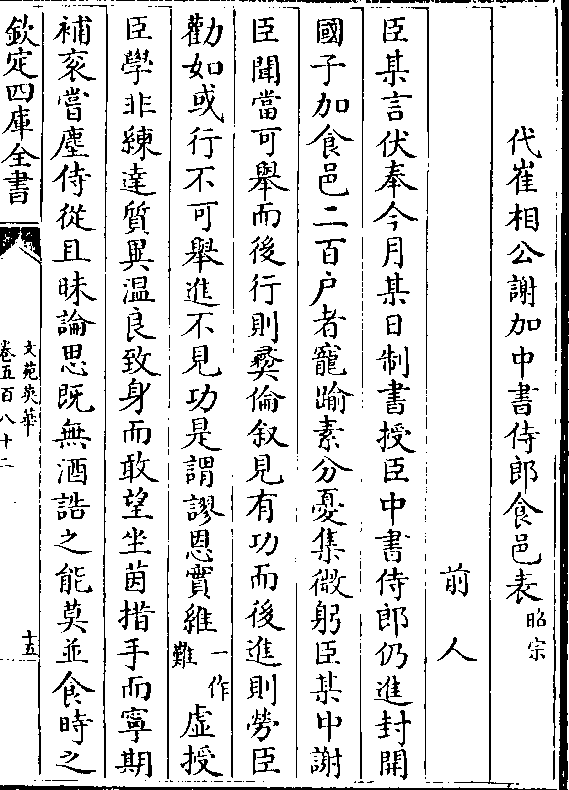 代崔相公謝加中書侍郎食邑表昭宗
前人
臣某言伏奉今月某日制書授臣中書侍郎仍進封開
國子加食邑二百户者寵踰素分憂集微躬臣某中謝
臣聞當可舉而後行則彛倫叙見有功而後進則勞臣
勸如或行不可舉進不見功是謂謬恩實維一作難虛授
臣學非練達質異温良致身而敢望坐茵措手而寧期
補衮嘗塵侍從且昧論思既無酒誥之能莫並食時之
欽定四庫全書
文苑英華
卷五百八十二
十五